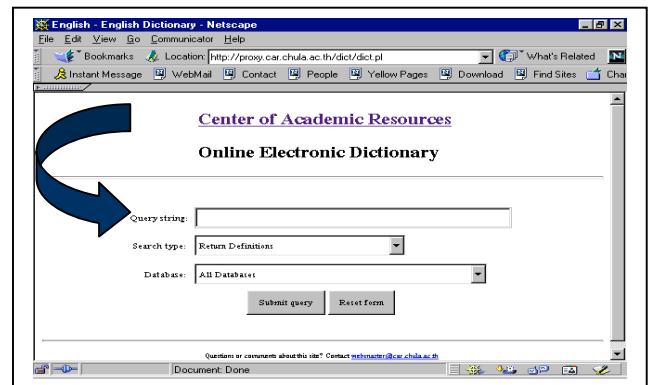 English - English Dictionary - Netscape
File Edit View Go Communicator Help
Bookmarks Location: http://proxy.car.chula.ac.th/dict/dict.pl What's Related
Instant Message WebMail Contact People Yellow Pages Download Find Sites Char
Center of Academic Resources
Online Electronic Dictionary
Query string:
Search type: Return Definitions
Database: All Databases
Submit query Reset form
Questions or comments about this site? Contact webmaster@car.chula.ac.th
Document: Done